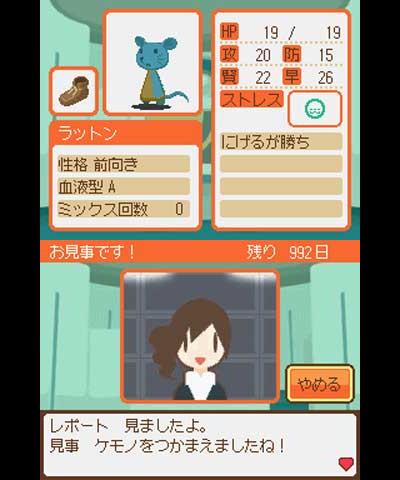 HP 19 / 19
攻 20 防 15
賢 22 早 26
ストレス
ラットン
性格 前向き
血液型 A
ミックス回数 0
にげるが勝ち
お見事です! 残り 992日
やめる
レポート 見ましたよ。
見事 ケモノをつかまえましたね!